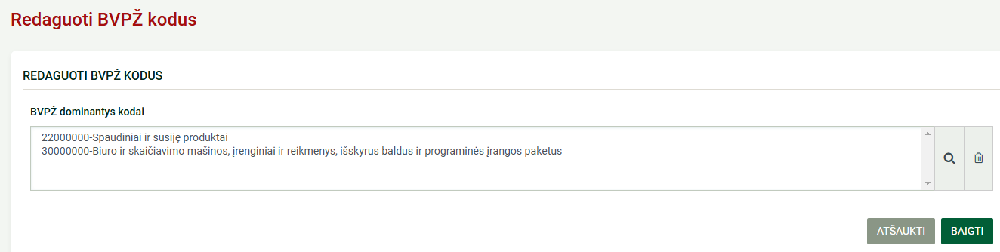 Redaguoti BVPŽ kodus
REDAGUOTI BVPŽ KODUS
BVPŽ dominantys kodai
22000000-Spaudiniai ir susiję produktai
30000000-Biuro ir skaičiavimo mašinos, įrenginiai ir reikmenys, išskyrus baldus ir programinės įrangos paketus
ATŠAUKTI
BAIGTI